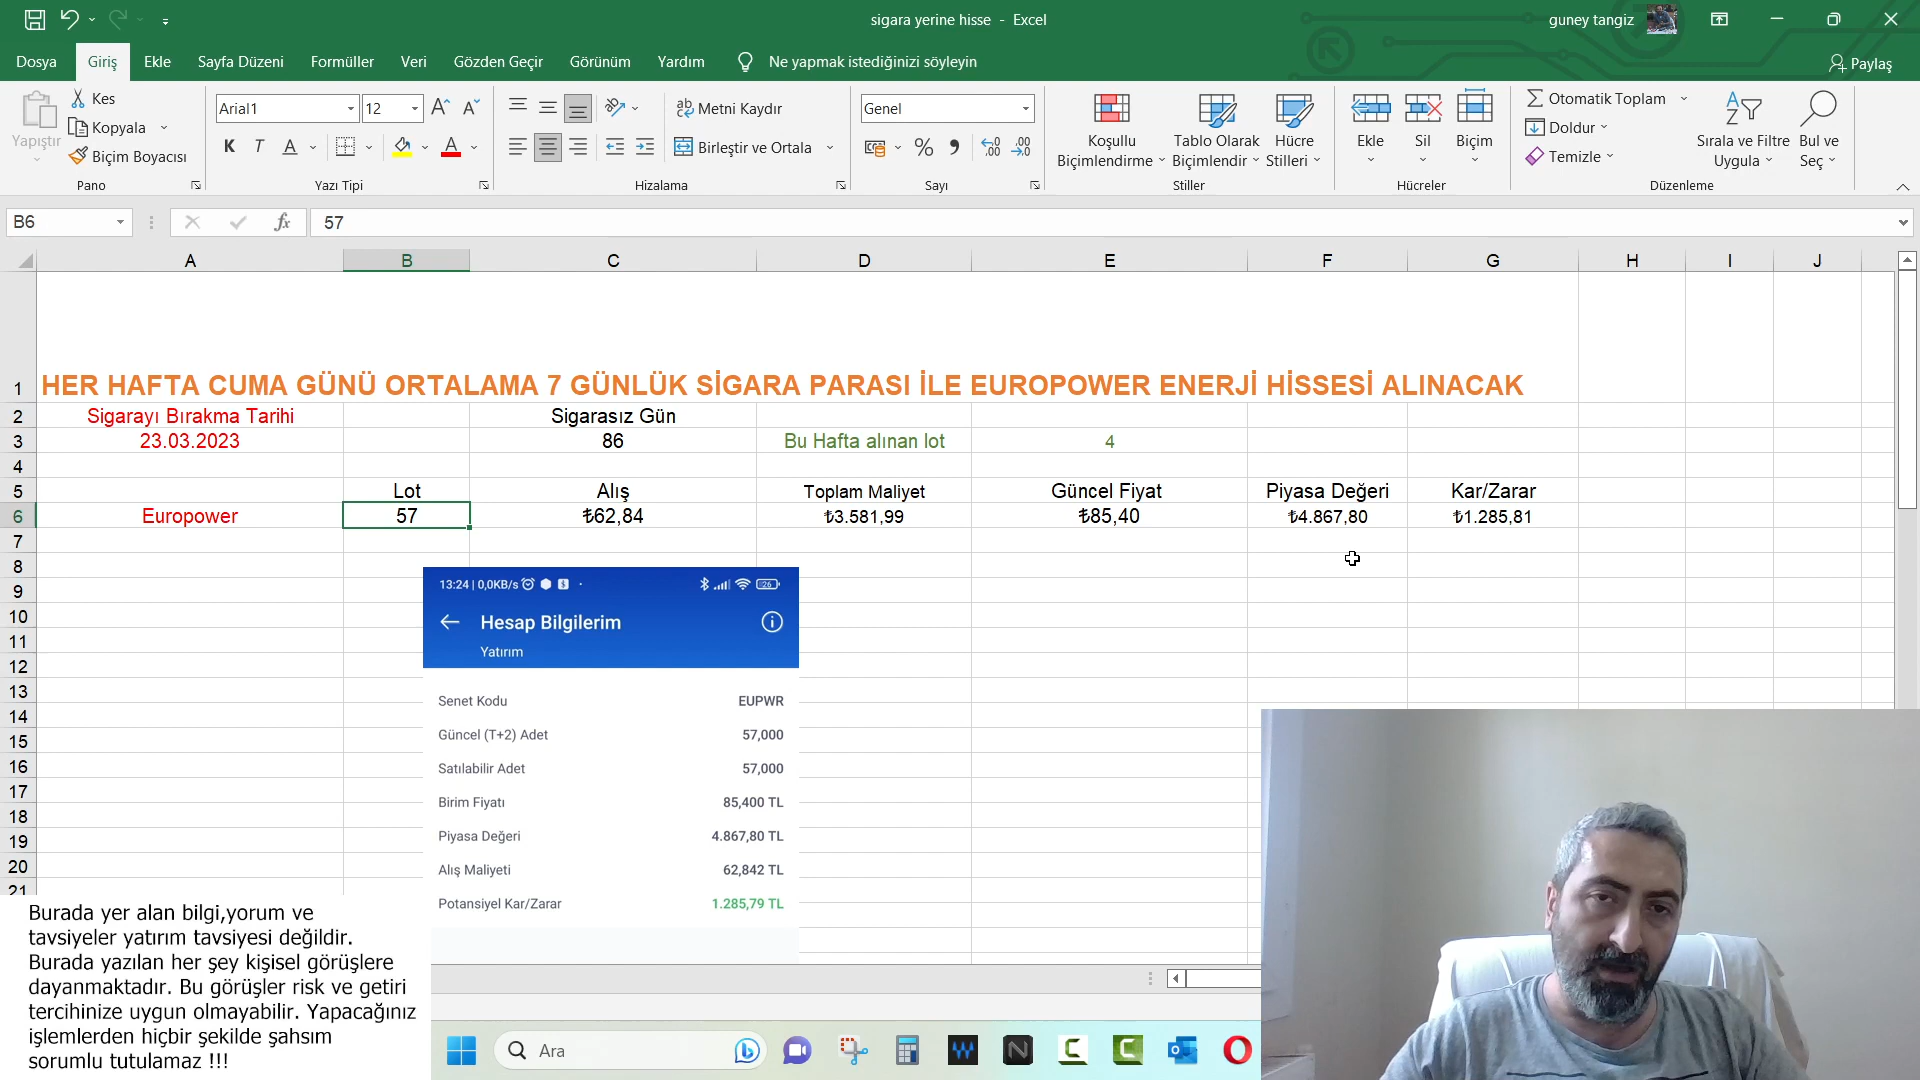 sigara yerine hisse - Excel
guney tangiz
Dosya Giriş Ekle Sayfa Düzeni Formüller Veri Gözden Geçir Görünüm Yardım Ne yapmak istediğinizi söyleyin
Paylaş
Yapıştır
Kes
Kopyala
Biçim Boyacısı
Pano
Arial1 12
K T A
Yazı Tipi
Metni Kaydır
Birleştir ve Ortala
Hizalama
Genel
Sayı
Koşullu
Biçimlendirme
Tablo Olarak
Biçimlendir
Hücre
Stilleri
Stiller
Ekle
Sil
Biçim
Hücreler
Otomatik Toplam
Doldur
Temizle
Sırala ve Filtre
Uygula
Bul ve
Seç
Düzenleme
B6 fx 57
A B C D E F G H I J
1 HER HAFTA CUMA GÜNÜ ORTALAMA 7 GÜNLÜK SİGARA PARASI İLE EUROPOWER ENERJİ HİSSESİ ALINACAK
2 Sigarayı Bırakma Tarihi Sigarasız Gün
3 23.03.2023 86 Bu Hafta alınan lot 4
4
5 Lot Alış Toplam Maliyet Güncel Fiyat Piyasa Değeri Kar/Zarar
6 Europower 57 ₺62,84 ₺3.581,99 ₺85,40 ₺4.867,80 ₺1.285,81
7
8
9
10
11
12
13
14
15
16
17
18
19
20
21
13:24 | 0,0KB/s 26
Hesap Bilgilerim
Yatırım
Senet Kodu EUPWR
Güncel (T+2) Adet 57,000
Satılabilir Adet 57,000
Birim Fiyatı 85,400 TL
Piyasa Değeri 4.867,80 TL
Alış Maliyeti 62,842 TL
Potansiyel Kar/Zarar 1.285,79 TL
Burada yer alan bilgi,yorum ve
tavsiyeler yatırım tavsiyesi değildir.
Burada yazılan her şey kişisel görüşlere
dayanmaktadır. Bu görüşler risk ve getiri
tercihinize uygun olmayabilir. Yapacağınız
işlemlerden hiçbir şekilde şahsım
sorumlu tutulamaz !!!
Ara